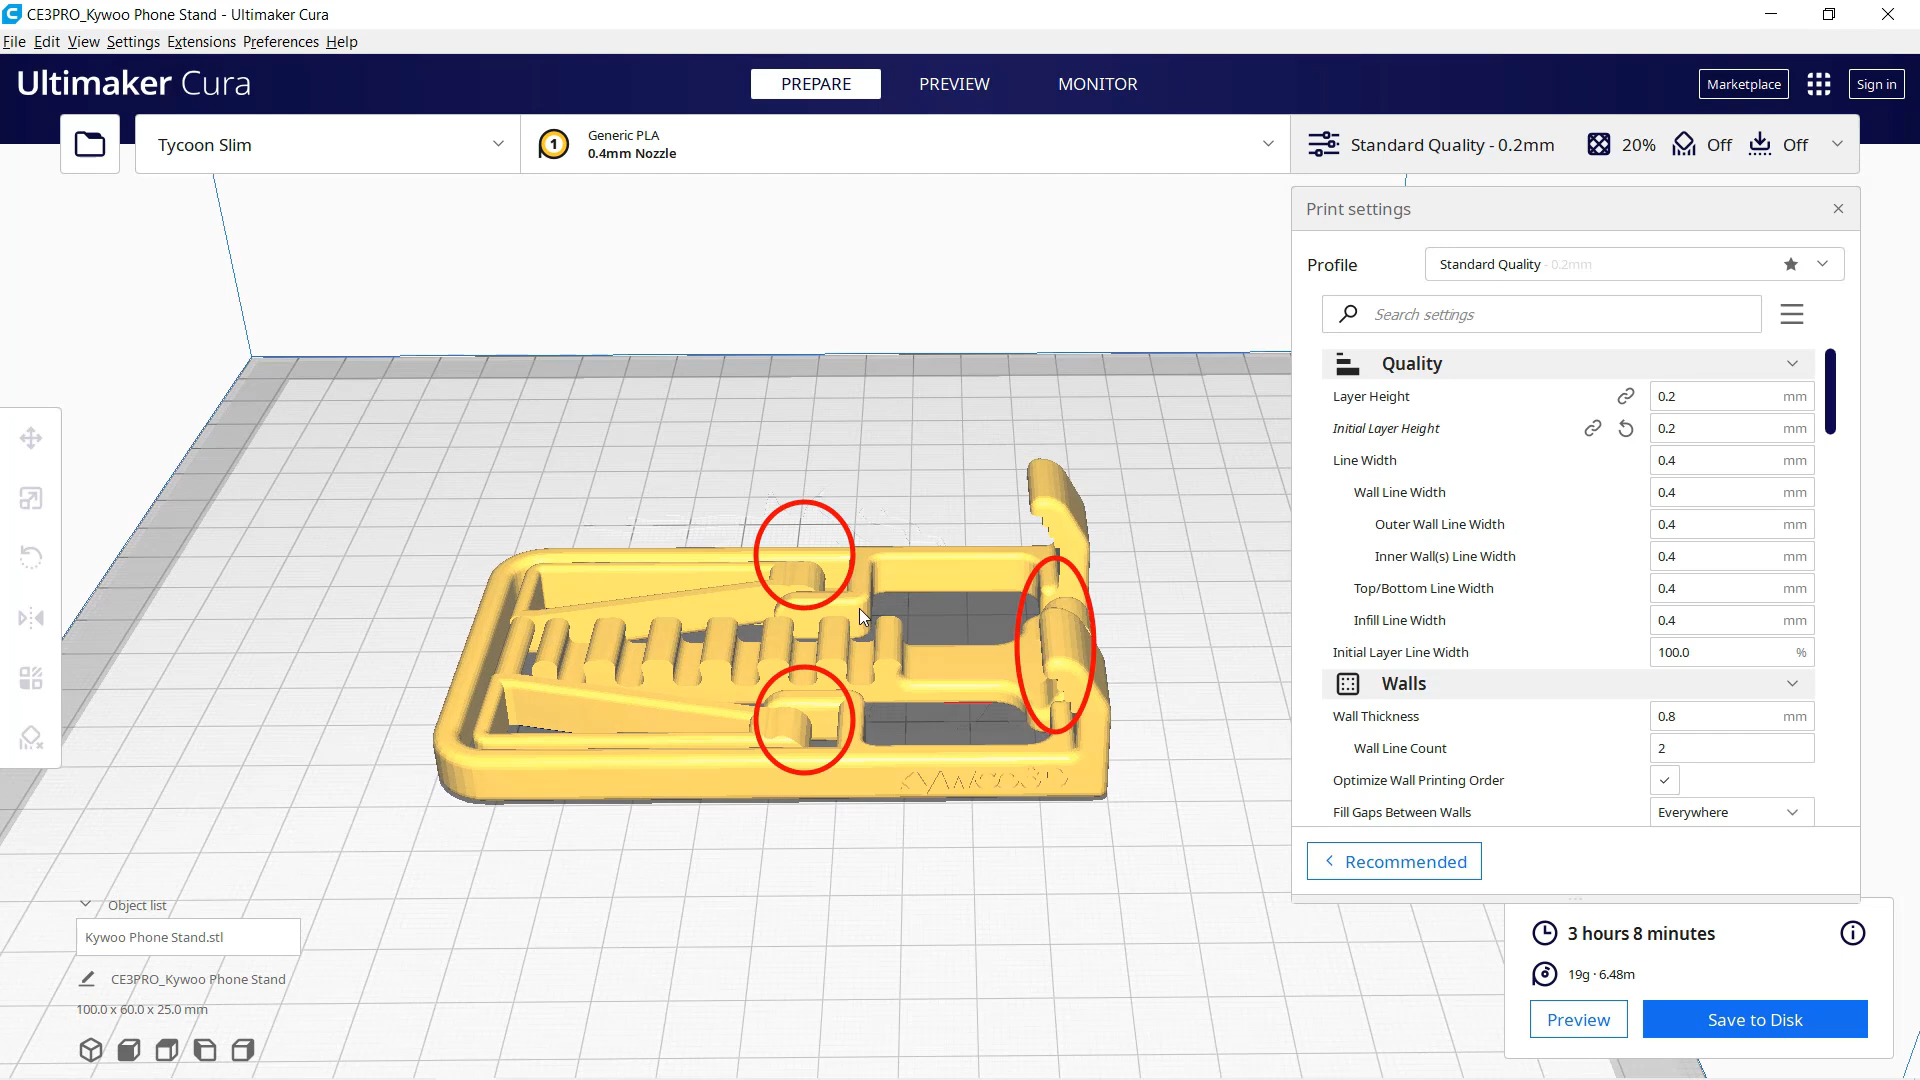 CE3PRO_Kywoo Phone Stand - Ultimaker Cura
File Edit View Settings Extensions Preferences Help
Ultimaker Cura
PREPARE
PREVIEW
MONITOR
Marketplace
Sign in
Tycoon Slim
1
Generic PLA
0.4mm Nozzle
Standard Quality - 0.2mm
20%
Off
Off
Print settings
Profile
Standard Quality - 0.2mm
Search settings
Quality
Layer Height 0.2 mm
Initial Layer Height 0.2 mm
Line Width 0.4 mm
Wall Line Width 0.4 mm
Outer Wall Line Width 0.4 mm
Inner Wall(s) Line Width 0.4 mm
Top/Bottom Line Width 0.4 mm
Infill Line Width 0.4 mm
Initial Layer Line Width 100.0 %
Walls
Wall Thickness 0.8 mm
Wall Line Count 2
Optimize Wall Printing Order
Fill Gaps Between Walls Everywhere
Recommended
KYWOO3D
Object list
Kywoo Phone Stand.stl
CE3PRO_Kywoo Phone Stand
100.0 x 60.0 x 25.0 mm
3 hours 8 minutes
19g · 6.48m
Preview
Save to Disk